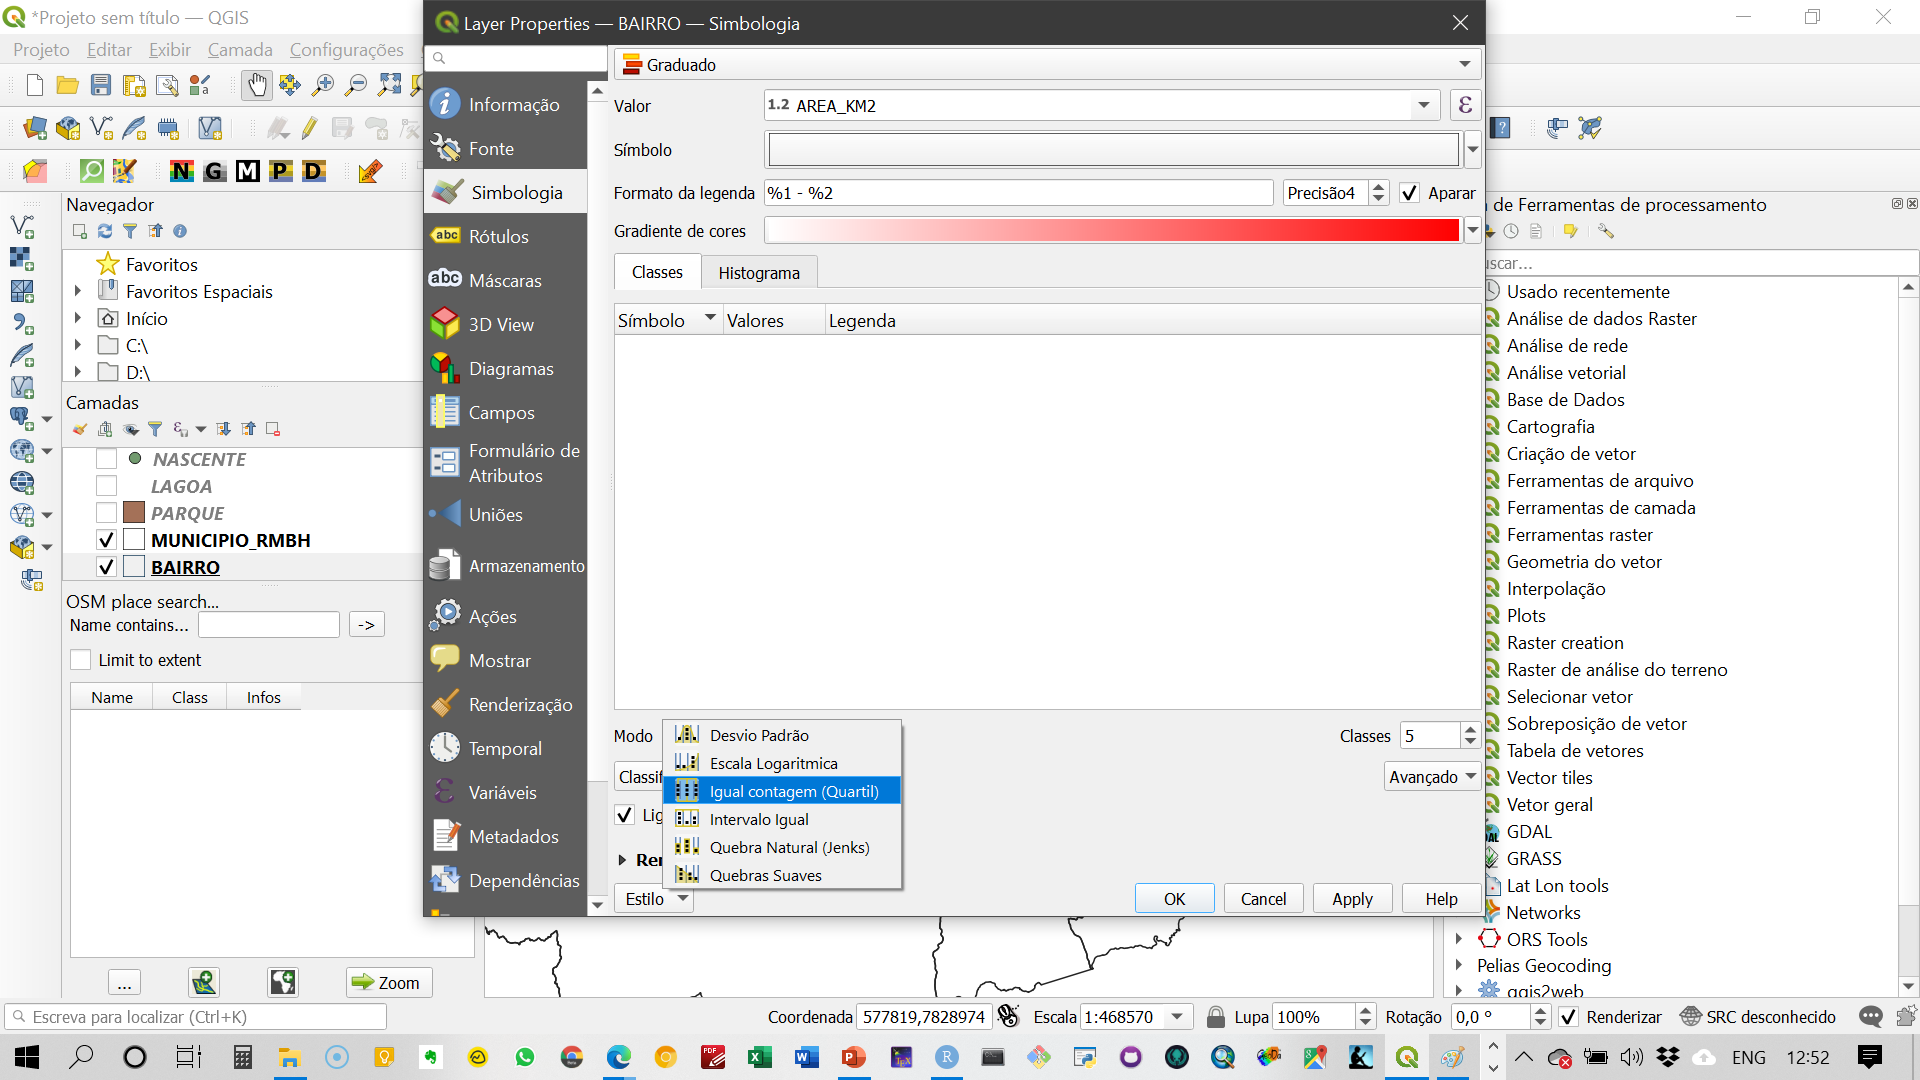 *Projeto sem título — QGIS
Projeto Editar Exibir Camada Configurações
Layer Properties — BAIRRO — Simbologia
Informação
Fonte
Simbologia
Rótulos
Máscaras
3D View
Diagramas
Campos
Formulário de
Atributos
Uniões
Armazenamento
Ações
Mostrar
Renderização
Temporal
Variáveis
Metadados
Dependências
Graduado
Valor 1.2 AREA_KM2
Símbolo
Formato da legenda %1 - %2 Precisão4 Aparar
Gradiente de cores
Classes Histograma
Símbolo Valores Legenda
Modo
Desvio Padrão
Escala Logaritmica
Igual contagem (Quartil)
Intervalo Igual
Quebra Natural (Jenks)
Quebras Suaves
Classes 5
Classif
Avançado
Lig
Ren
Estilo
OK Cancel Apply Help
N G M P D
Navegador
Favoritos
Favoritos Espaciais
Início
C:\
D:\
Camadas
NASCENTE
LAGOA
PARQUE
MUNICIPIO_RMBH
BAIRRO
OSM place search...
Name contains... ->
Limit to extent
Name Class Infos
... Zoom
de Ferramentas de processamento
uscar...
Usado recentemente
Análise de dados Raster
Análise de rede
Análise vetorial
Base de Dados
Cartografia
Criação de vetor
Ferramentas de arquivo
Ferramentas de camada
Ferramentas raster
Geometria do vetor
Interpolação
Plots
Raster creation
Raster de análise do terreno
Selecionar vetor
Sobreposição de vetor
Tabela de vetores
Vector tiles
Vetor geral
GDAL
GRASS
Lat Lon tools
Networks
ORS Tools
Pelias Geocoding
qgis2web
Escreva para localizar (Ctrl+K)
Coordenada 577819,7828974 Escala 1:468570 Lupa 100% Rotação 0,0 ° Renderizar SRC desconhecido
ENG 12:52